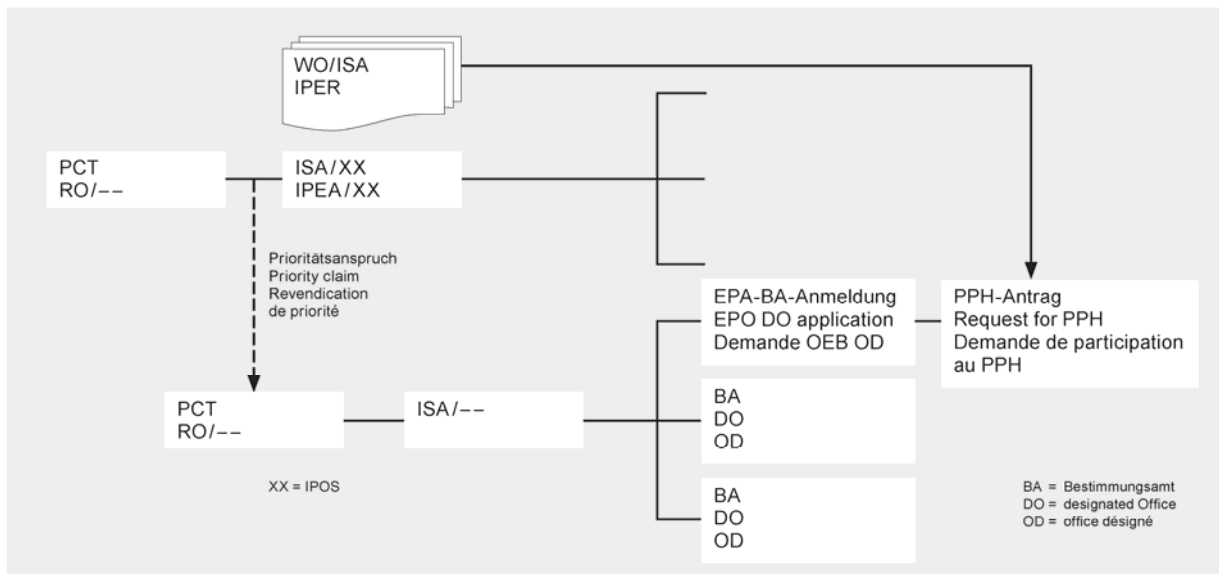 WO/ISA
IPER
PCT
RO/--
ISA/XX
IPEA/XX
Prioritätsanspruch
Priority claim
Revendication
de priorité
EPA-BA-Anmeldung
EPO DO application
Demande OEB OD
PPH-Antrag
Request for PPH
Demande de participation
au PPH
PCT
RO/--
ISA/--
BA
DO
OD
XX = IPOS
BA
DO
OD
BA = Bestimmungsamt
DO = designated Office
OD = office désigné